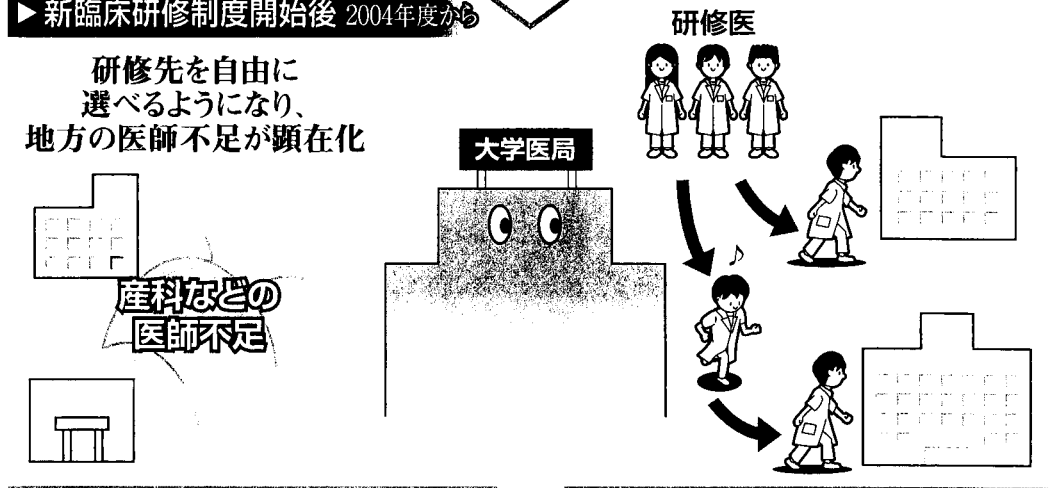 ▶新臨床研修制度開始後 2004年度から
研修先を自由に
選べるようになり、
地方の医師不足が顕在化
研修医
大学医局
産科などの
医師不足